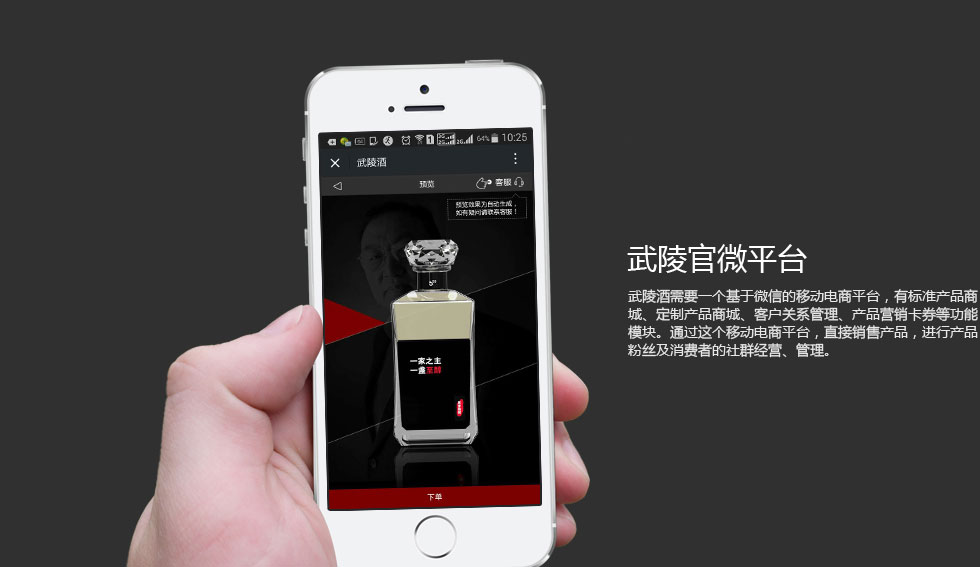 64% 10:25
武陵酒
预览
客服
预览效果为自动生成，
如有疑问请联系客服！
5°
一家之主
一盏至醇
下单
武陵官微平台
武陵酒需要一个基于微信的移动电商平台，有标准产品商
城、定制产品商城、客户关系管理、产品营销卡券等功能
模块。通过这个移动电商平台，直接销售产品，进行产品
粉丝及消费者的社群经营、管理。